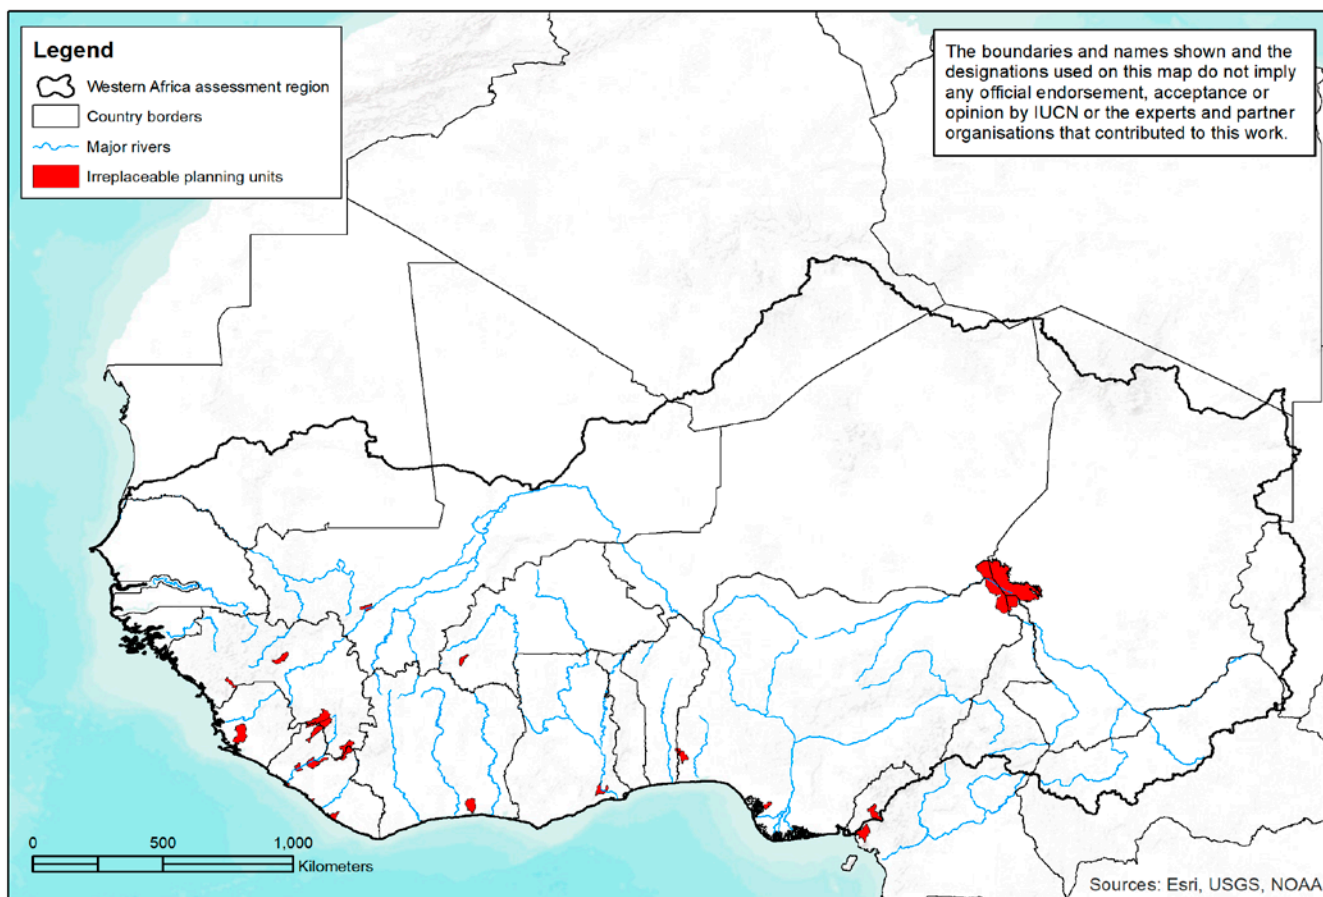 Legend
Western Africa assessment region
Country borders
Major rivers
Irreplaceable planning units
The boundaries and names shown and the
designations used on this map do not imply
any official endorsement, acceptance or
opinion by IUCN or the experts and partner
organisations that contributed to this work.
0 500 1,000
Kilometers
Sources: Esri, USGS, NOAA